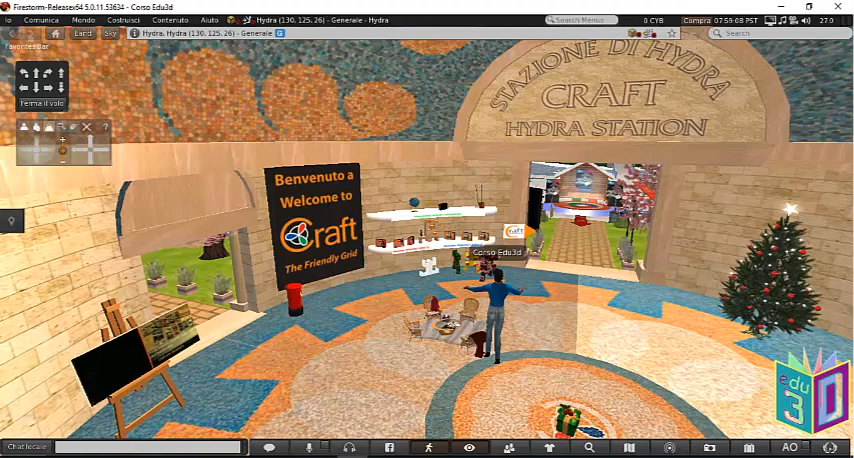 Firestorm-Releasex64 5.0.11.53634 - Corso Edu3d
Io Comunica Mondo Costruisci Contenuto Aiuto Hydra (130, 125, 26) - Generale - Hydra Search Menus 0 CYB Compra 07:59:08 PST 27.0
Land Sky Hydra, Hydra (130, 125, 26) - Generale G Search
Favorites Bar
Ferma il volo
STAZIONE DI HYDRA
CRAFT
HYDRA STATION
Benvenuto a
Welcome to
Craft
The Friendly Grid
Craft
Corso Edu3d
edu
3D
Chat locale
AO